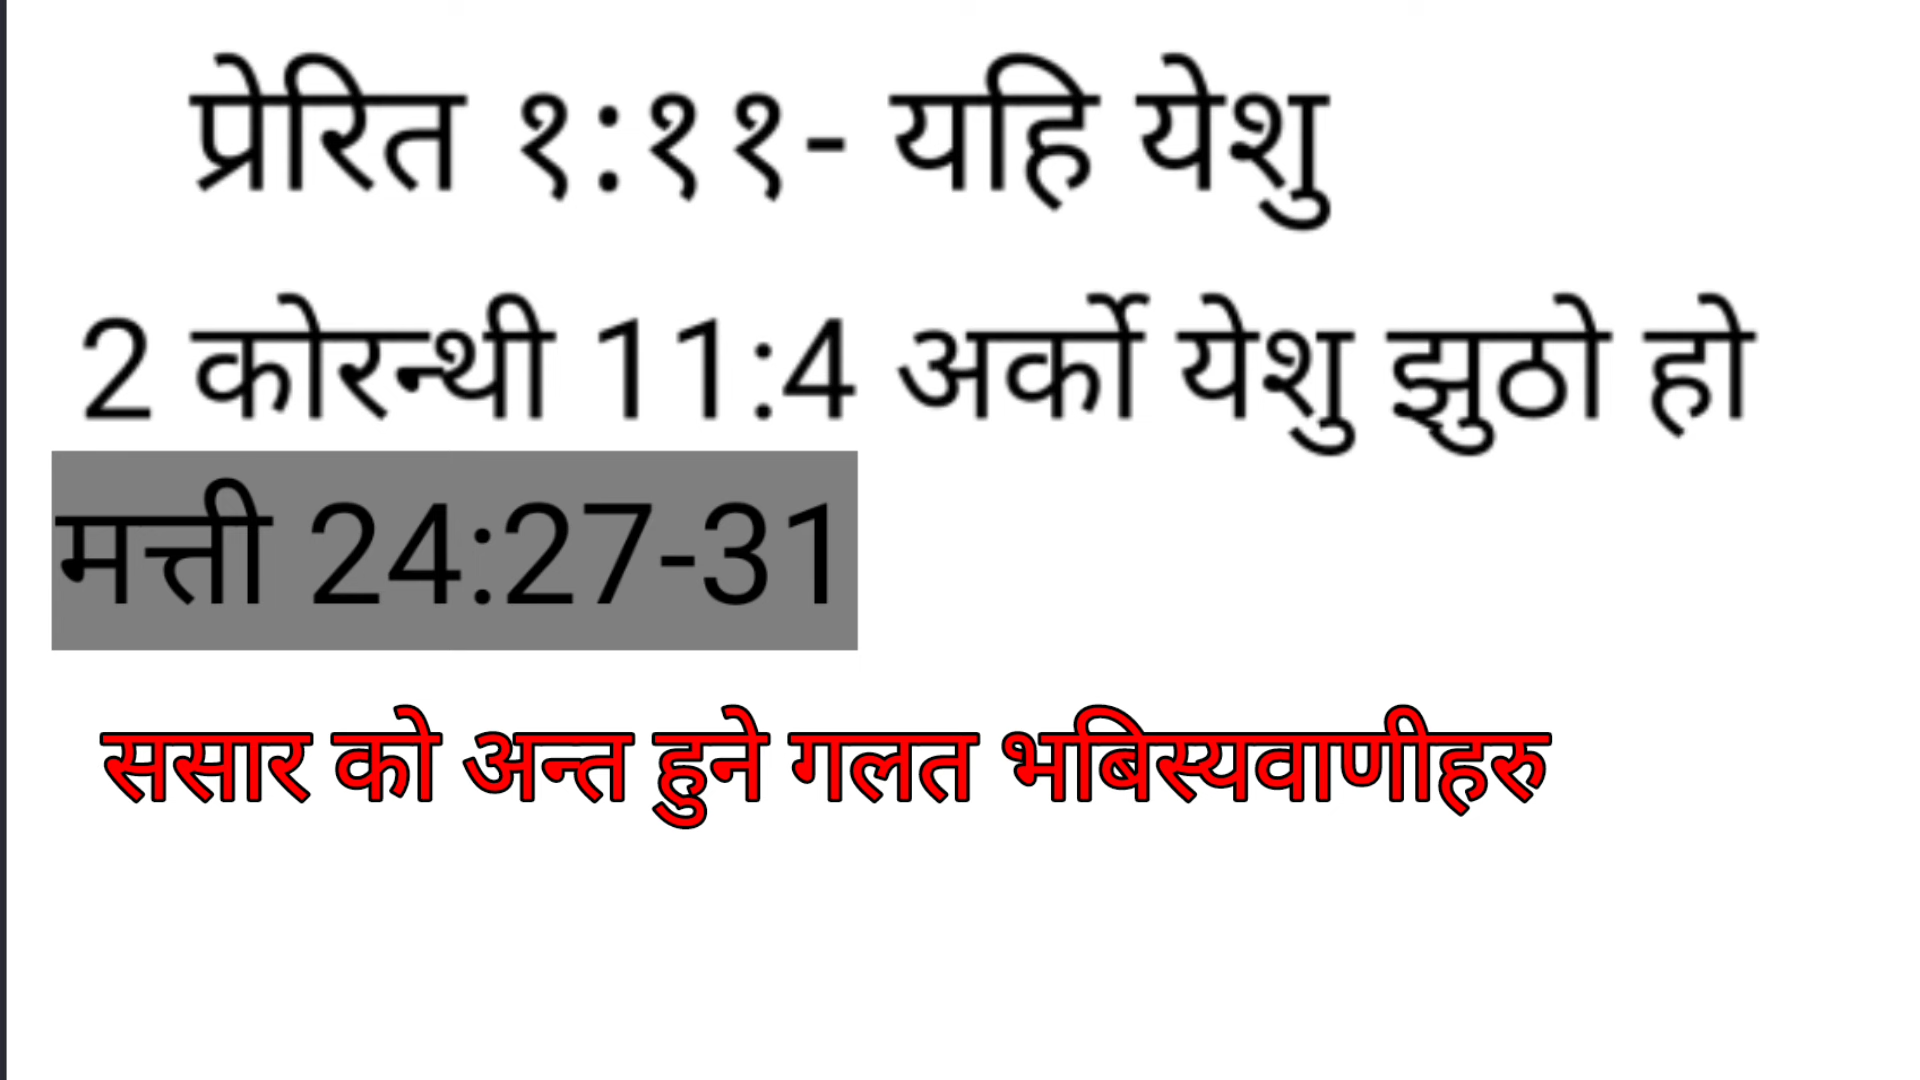 प्रेरित १:११- यहि येशु
2 कोरन्थी 11:4 अर्को येशु झुठो हो
मत्ती 24:27-31
ससार को अन्त हुने गलत भबिस्यवाणीहरु